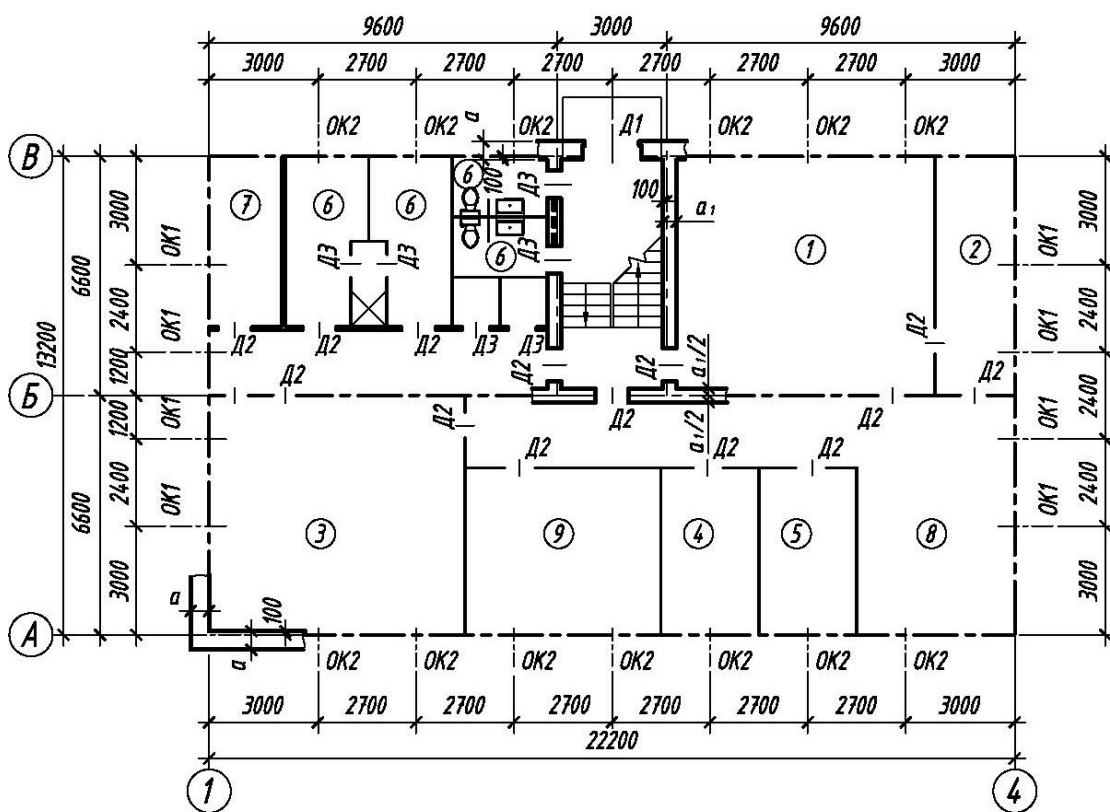 9600 3000 9600
3000 2700 2700 2700 2700 2700 2700 3000
ОК2 ОК2 ОК2 а Д1 ОК2 ОК2 ОК2
В
3000 6600 13200 ОК1 7 6 6 6 100 Д3 100 а₁ 1 2 ОК1 3000
Д3 Д3 Д3 6
2400 ОК1 Д2 ОК1 2400
Д2 Д2 Д2 Д3 Д3
1200 Д2 Д2 Д2 а₁/2 Д2
Б
1200 ОК1 Д2 Д2 а₁/2 Д2 ОК1 2400
Д2 Д2 Д2
2400 6600 ОК1 3 9 4 5 8 ОК1 2400
3000 а 100 3000
А
а ОК2 ОК2 ОК2 ОК2 ОК2 ОК2 ОК2
3000 2700 2700 2700 2700 2700 2700 3000
22200
1 4